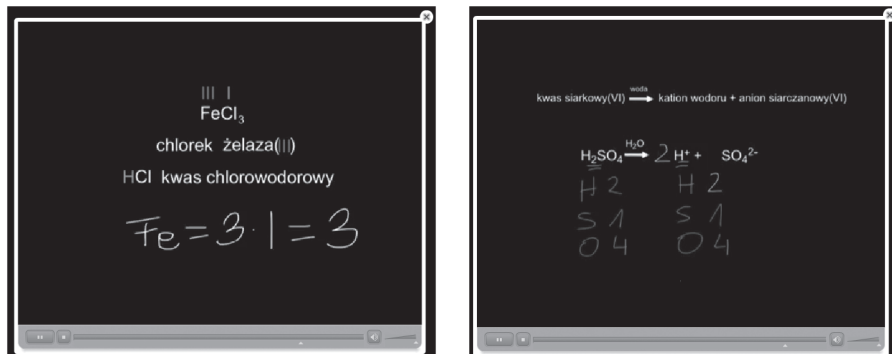 III I
FeCl₃
chlorek żelaza(III)
HCl kwas chlorowodorowy
Fe = 3 · 1 = 3
woda
kwas siarkowy(VI) → kation wodoru + anion siarczanowy(VI)
H₂O
H₂SO₄ → 2 H⁺ + SO₄²⁻
H 2 H 2
S 1 S 1
O 4 O 4